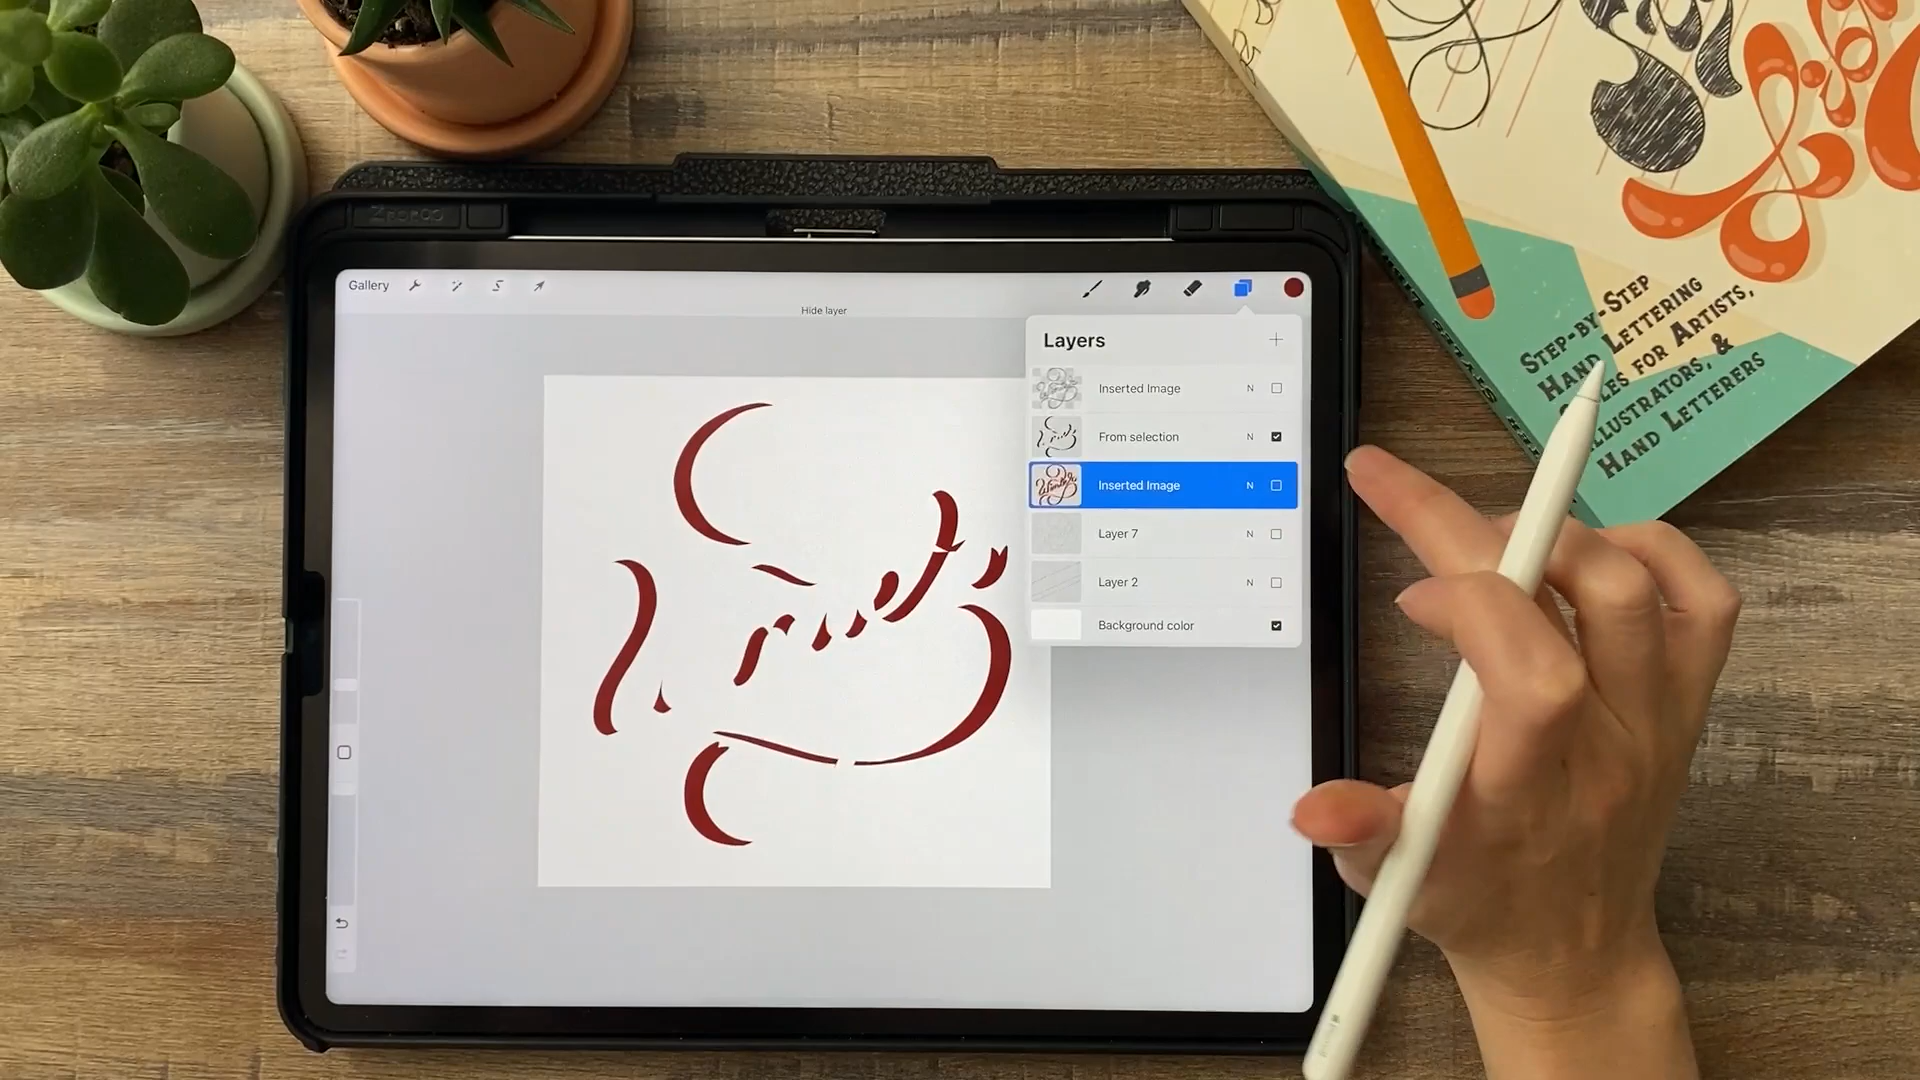 Gallery
Hide layer
Layers
Inserted Image N
From selection N
Inserted Image N
Layer 7 N
Layer 2 N
Background color
Step-by-Step
Hand Lettering
for Artists,
Illustrators, &
Hand Letterers